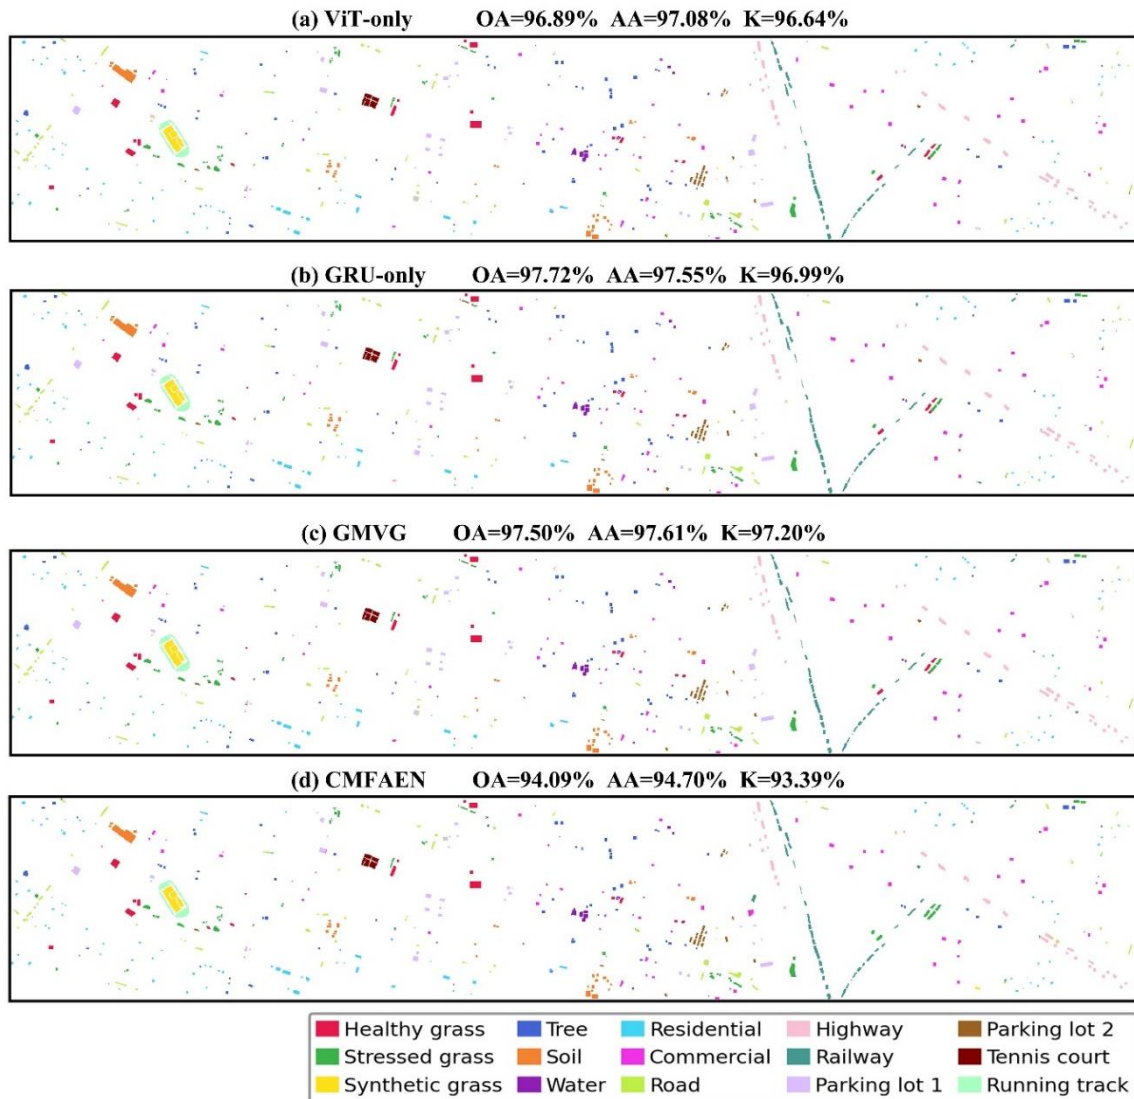 (a) ViT-only OA=96.89% AA=97.08% K=96.64%
(b) GRU-only OA=97.72% AA=97.55% K=96.99%
(c) GMVG OA=97.50% AA=97.61% K=97.20%
(d) CMFAEN OA=94.09% AA=94.70% K=93.39%
Healthy grass Tree Residential Highway Parking lot 2
Stressed grass Soil Commercial Railway Tennis court
Synthetic grass Water Road Parking lot 1 Running track